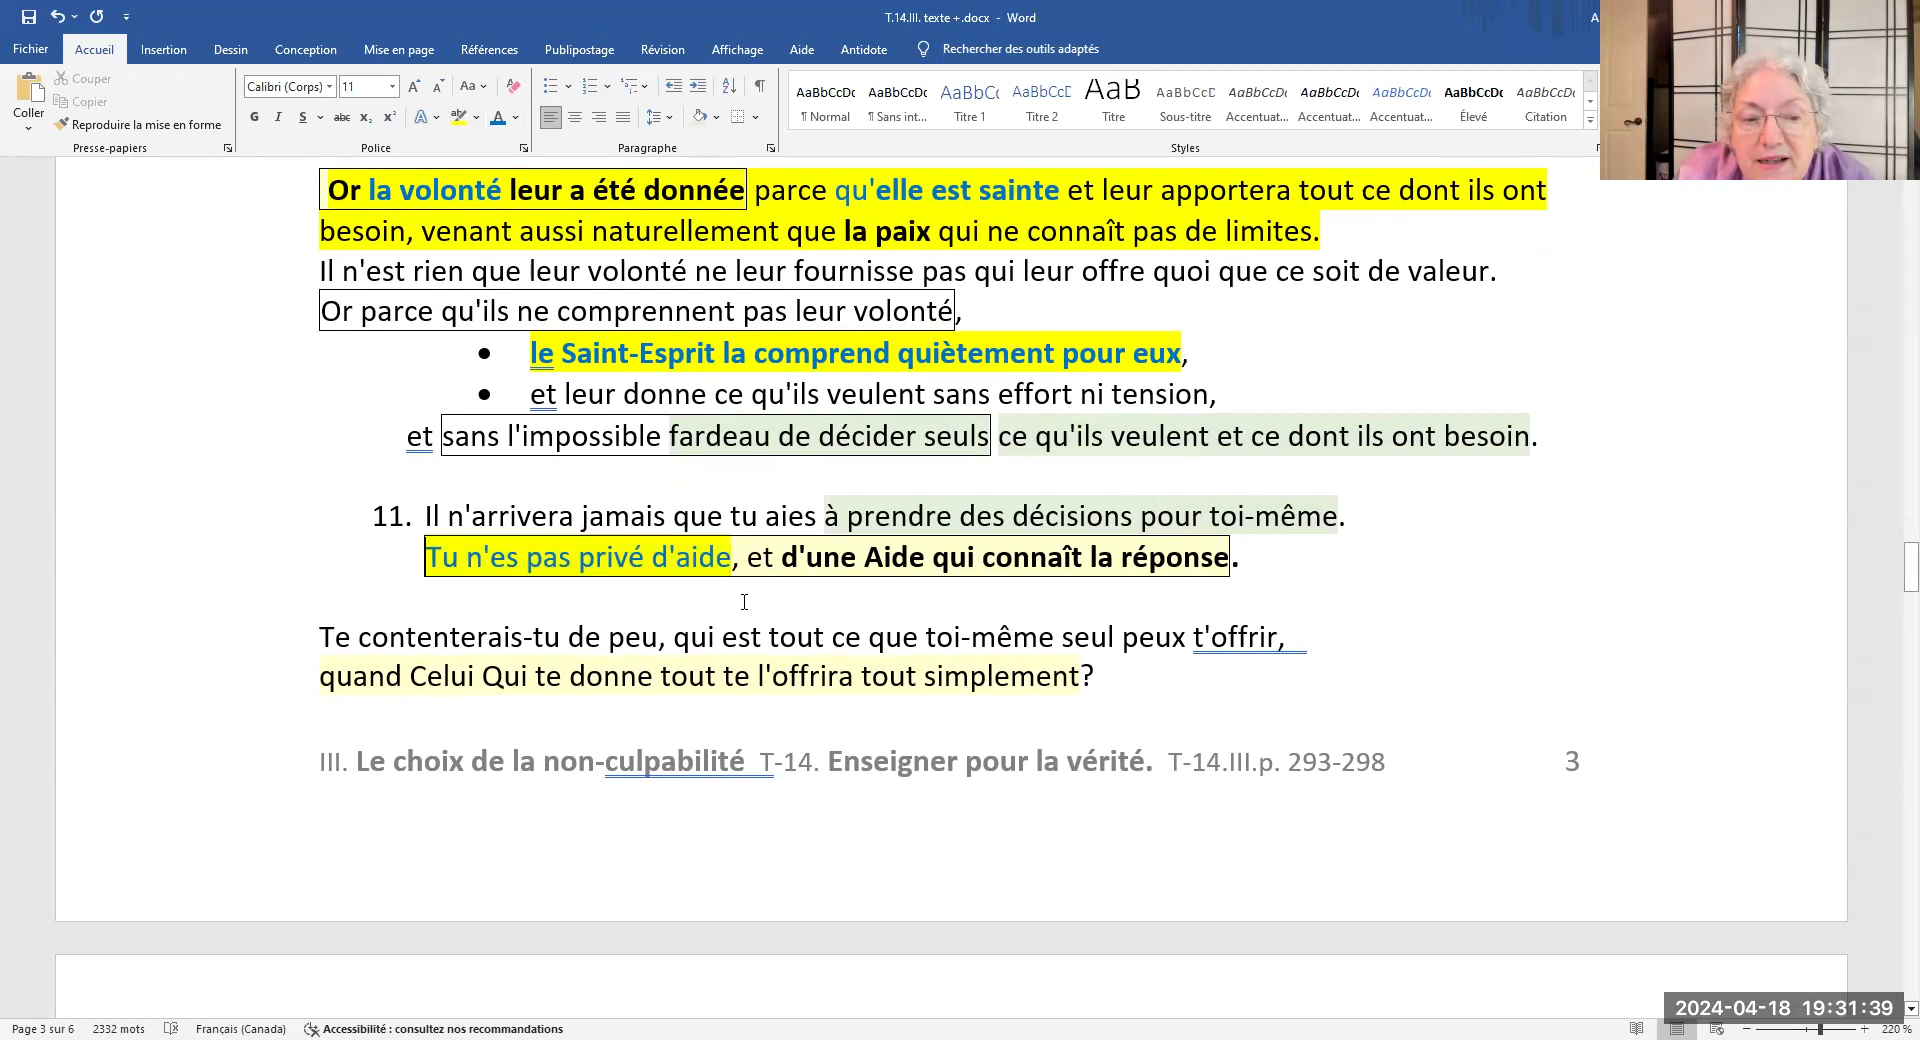 T.14.III. texte +.docx - Word
A
Fichier Accueil Insertion Dessin Conception Mise en page Références Publipostage Révision Affichage Aide Antidote Rechercher des outils adaptés
Coller
Couper
Copier
Reproduire la mise en forme
Presse-papiers
Calibri (Corps) 11
Police
Paragraphe
AaBbCcDc AaBbCcDc AaBbCc AaBbCcD AaB AaBbCcD AaBbCcDc AaBbCcDc AaBbCcDc AaBbCcDc AaBbCcDc
¶ Normal ¶ Sans int... Titre 1 Titre 2 Titre Sous-titre Accentuat... Accentuat... Accentuat... Élevé Citation
Styles
Or la volonté leur a été donnée parce qu'elle est sainte et leur apportera tout ce dont ils ont
besoin, venant aussi naturellement que la paix qui ne connaît pas de limites.
Il n'est rien que leur volonté ne leur fournisse pas qui leur offre quoi que ce soit de valeur.
Or parce qu'ils ne comprennent pas leur volonté,
• le Saint-Esprit la comprend quiètement pour eux,
• et leur donne ce qu'ils veulent sans effort ni tension,
et sans l'impossible fardeau de décider seuls ce qu'ils veulent et ce dont ils ont besoin.
11. Il n'arrivera jamais que tu aies à prendre des décisions pour toi-même.
Tu n'es pas privé d'aide, et d'une Aide qui connaît la réponse.
Te contenterais-tu de peu, qui est tout ce que toi-même seul peux t'offrir,
quand Celui Qui te donne tout te l'offrira tout simplement?
III. Le choix de la non-culpabilité T-14. Enseigner pour la vérité. T-14.III.p. 293-298 3
2024-04-18 19:31:39
Page 3 sur 6 2332 mots Français (Canada) Accessibilité : consultez nos recommandations 220 %